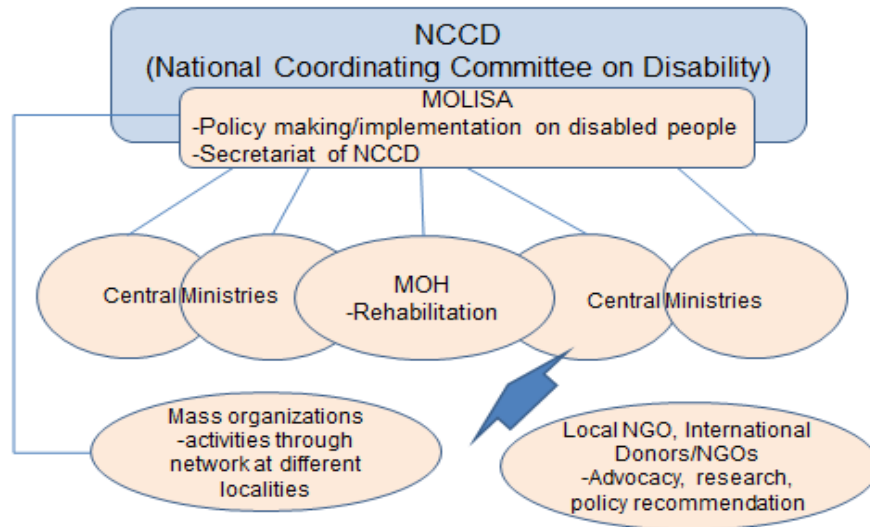 NCCD
(National Coordinating Committee on Disability)
MOLISA
-Policy making/implementation on disabled people
-Secretariat of NCCD
Central Ministries
MOH
-Rehabilitation
Central Ministries
Mass organizations
-activities through
network at different
localities
Local NGO, International
Donors/NGOs
-Advocacy, research,
policy recommendation